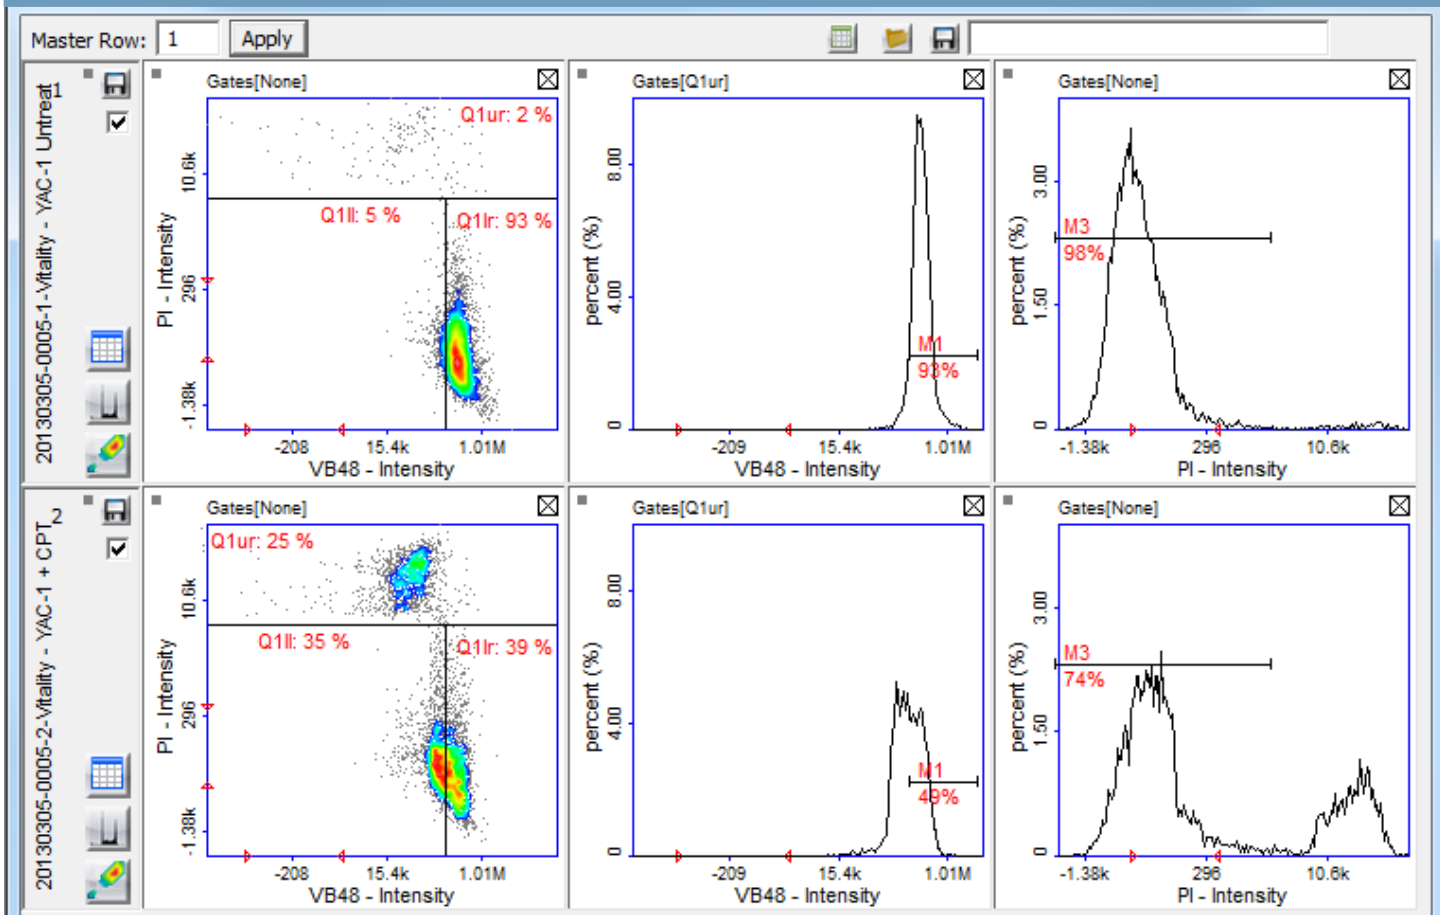 Master Row: 1 Apply
20130305-0005-1-Vitality - YAC-1 Untreat1
Gates[None]
Q1ur: 2 %
Q1ll: 5 %
Q1lr: 93 %
PI - Intensity
10.6k
296
-1.38k
-208 15.4k 1.01M
VB48 - Intensity
Gates[Q1ur]
percent (%)
8.00
4.00
0
M1
93%
-209 15.4k 1.01M
VB48 - Intensity
Gates[None]
percent (%)
3.00
1.50
0
M3
98%
-1.38k 296 10.6k
PI - Intensity
20130305-0005-2-Vitality - YAC-1 + CPT 2
Gates[None]
Q1ur: 25 %
Q1ll: 35 %
Q1lr: 39 %
PI - Intensity
10.6k
296
-1.38k
-208 15.4k 1.01M
VB48 - Intensity
Gates[Q1ur]
percent (%)
8.00
4.00
0
M1
49%
-209 15.4k 1.01M
VB48 - Intensity
Gates[None]
percent (%)
3.00
1.50
0
M3
74%
-1.38k 296 10.6k
PI - Intensity